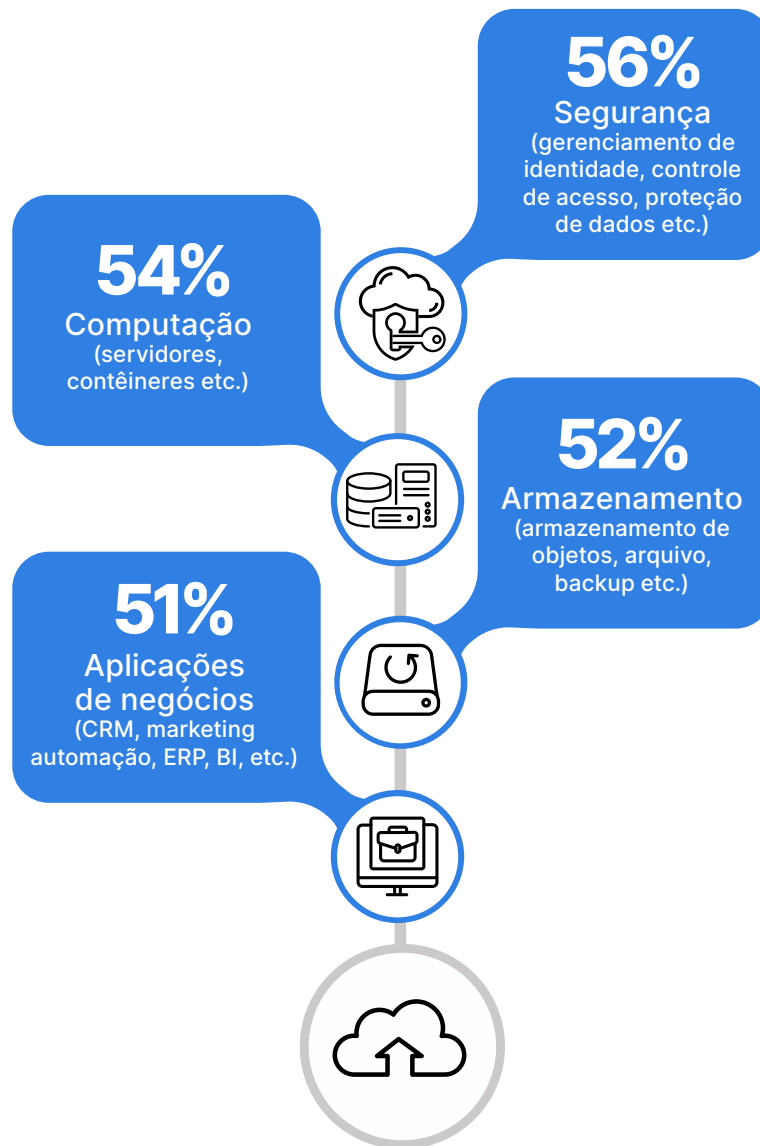 56%
Segurança
(gerenciamento de
identidade, controle
de acesso, proteção
de dados etc.)
54%
Computação
(servidores,
contêineres etc.)
52%
Armazenamento
(armazenamento de
objetos, arquivo,
backup etc.)
51%
Aplicações
de negócios
(CRM, marketing
automação, ERP, BI, etc.)